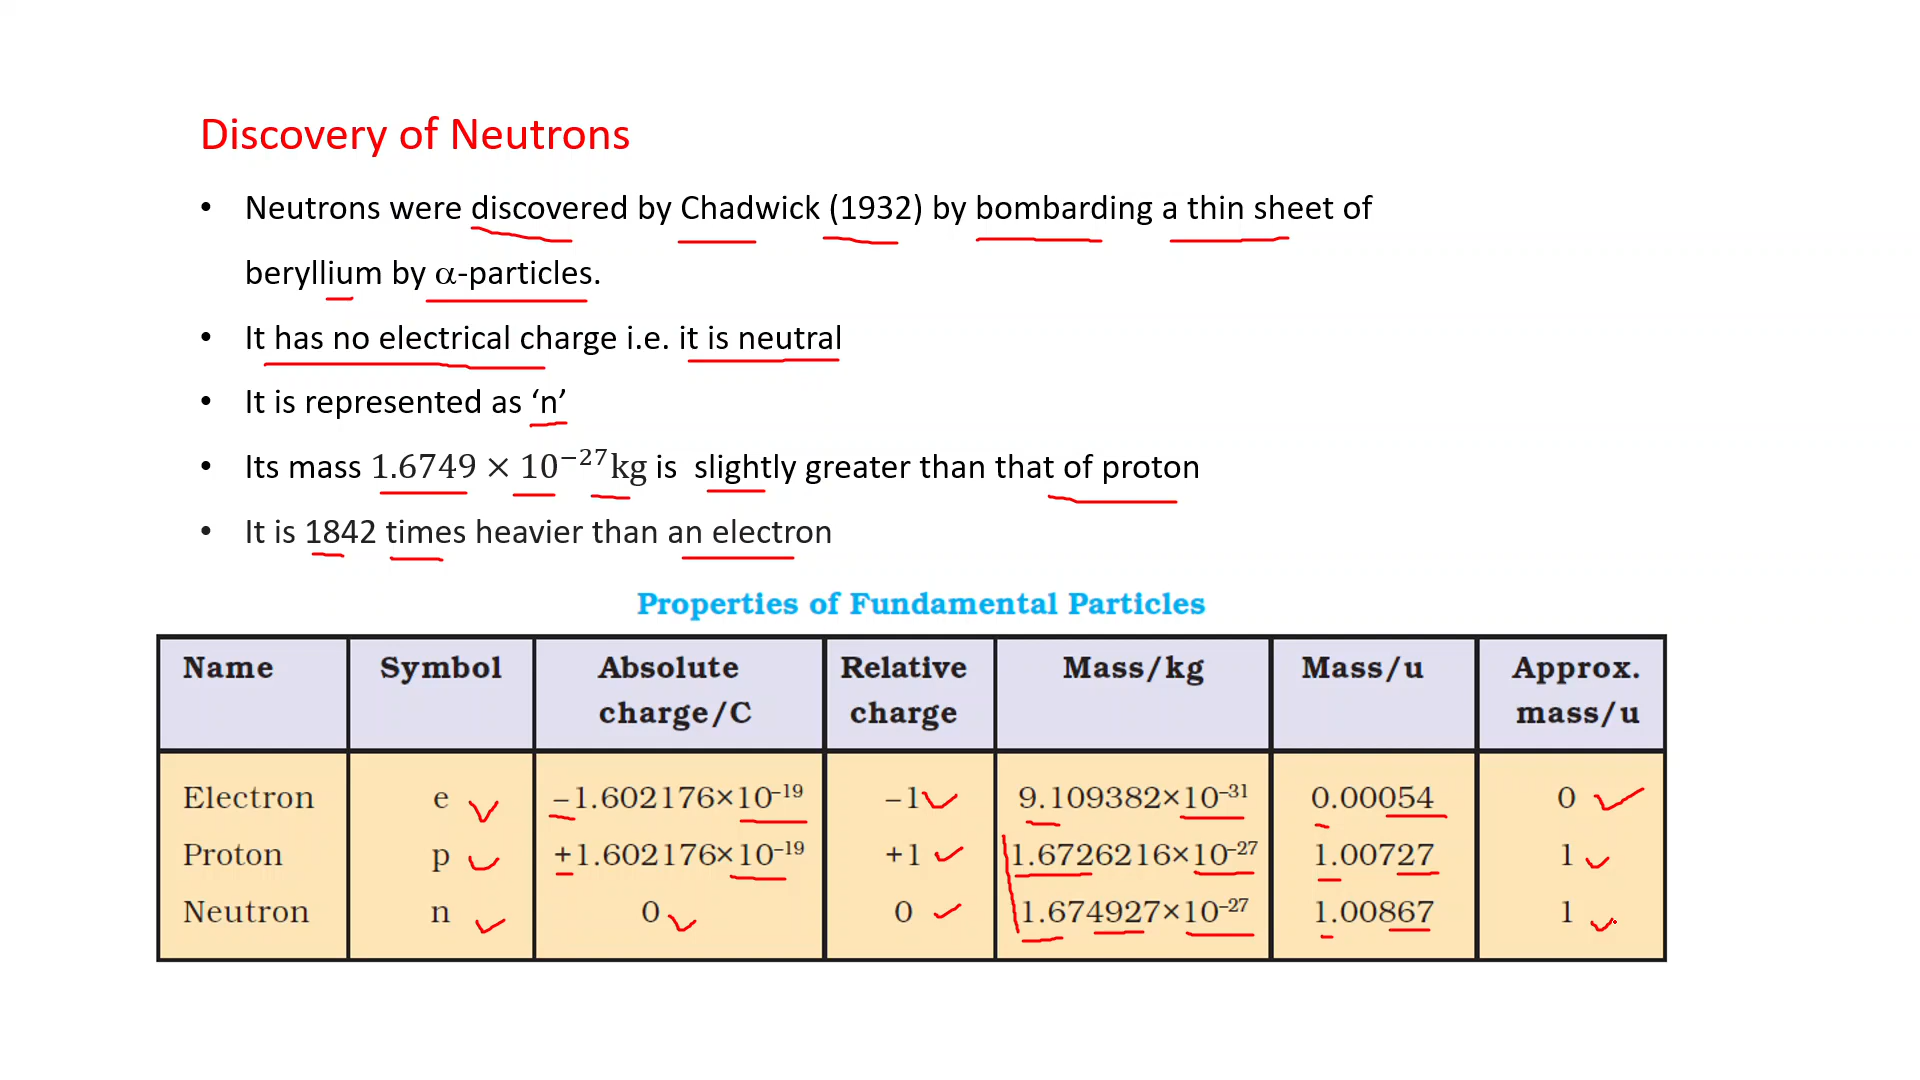 Discovery of Neutrons
• Neutrons were discovered by Chadwick (1932) by bombarding a thin sheet of
beryllium by α-particles.
• It has no electrical charge i.e. it is neutral
• It is represented as ‘n’
• Its mass 1.6749 × 10⁻²⁷kg is slightly greater than that of proton
• It is 1842 times heavier than an electron
Properties of Fundamental Particles
Name Symbol Absolute charge/C Relative charge Mass/kg Mass/u Approx. mass/u
Electron e –1.602176×10⁻¹⁹ –1 9.109382×10⁻³¹ 0.00054 0
Proton p +1.602176×10⁻¹⁹ +1 1.6726216×10⁻²⁷ 1.00727 1
Neutron n 0 0 1.674927×10⁻²⁷ 1.00867 1